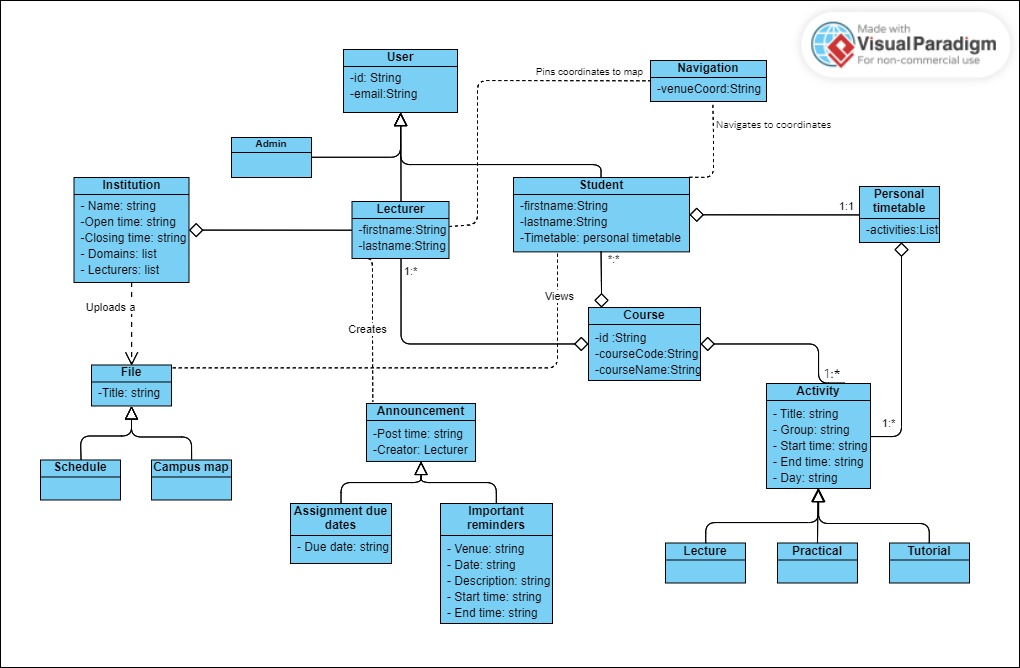 Made with
VisualParadigm
For non-commercial use
User
-id: String
-email:String
Pins coordinates to map
Navigation
-venueCoord:String
Navigates to coordinates
Admin
Institution
- Name: string
-Open time: string
-Closing time: string
- Domains: list
- Lecturers: list
Lecturer
-firstname:String
-lastname:String
Student
-firstname:String
-lastname:String
-Timetable: personal timetable
1:1
Personal
timetable
-activities:List
1:*
*:*
Uploads a
Views
Creates
Course
-id :String
-courseCode:String
-courseName:String
File
-Title: string
1:*
Activity
- Title: string
- Group: string
- Start time: string
- End time: string
- Day: string
1:*
Announcement
-Post time: string
-Creator: Lecturer
Schedule
Campus map
Assignment due
dates
- Due date: string
Important
reminders
- Venue: string
- Date: string
- Description: string
- Start time: string
- End time: string
Lecture
Practical
Tutorial